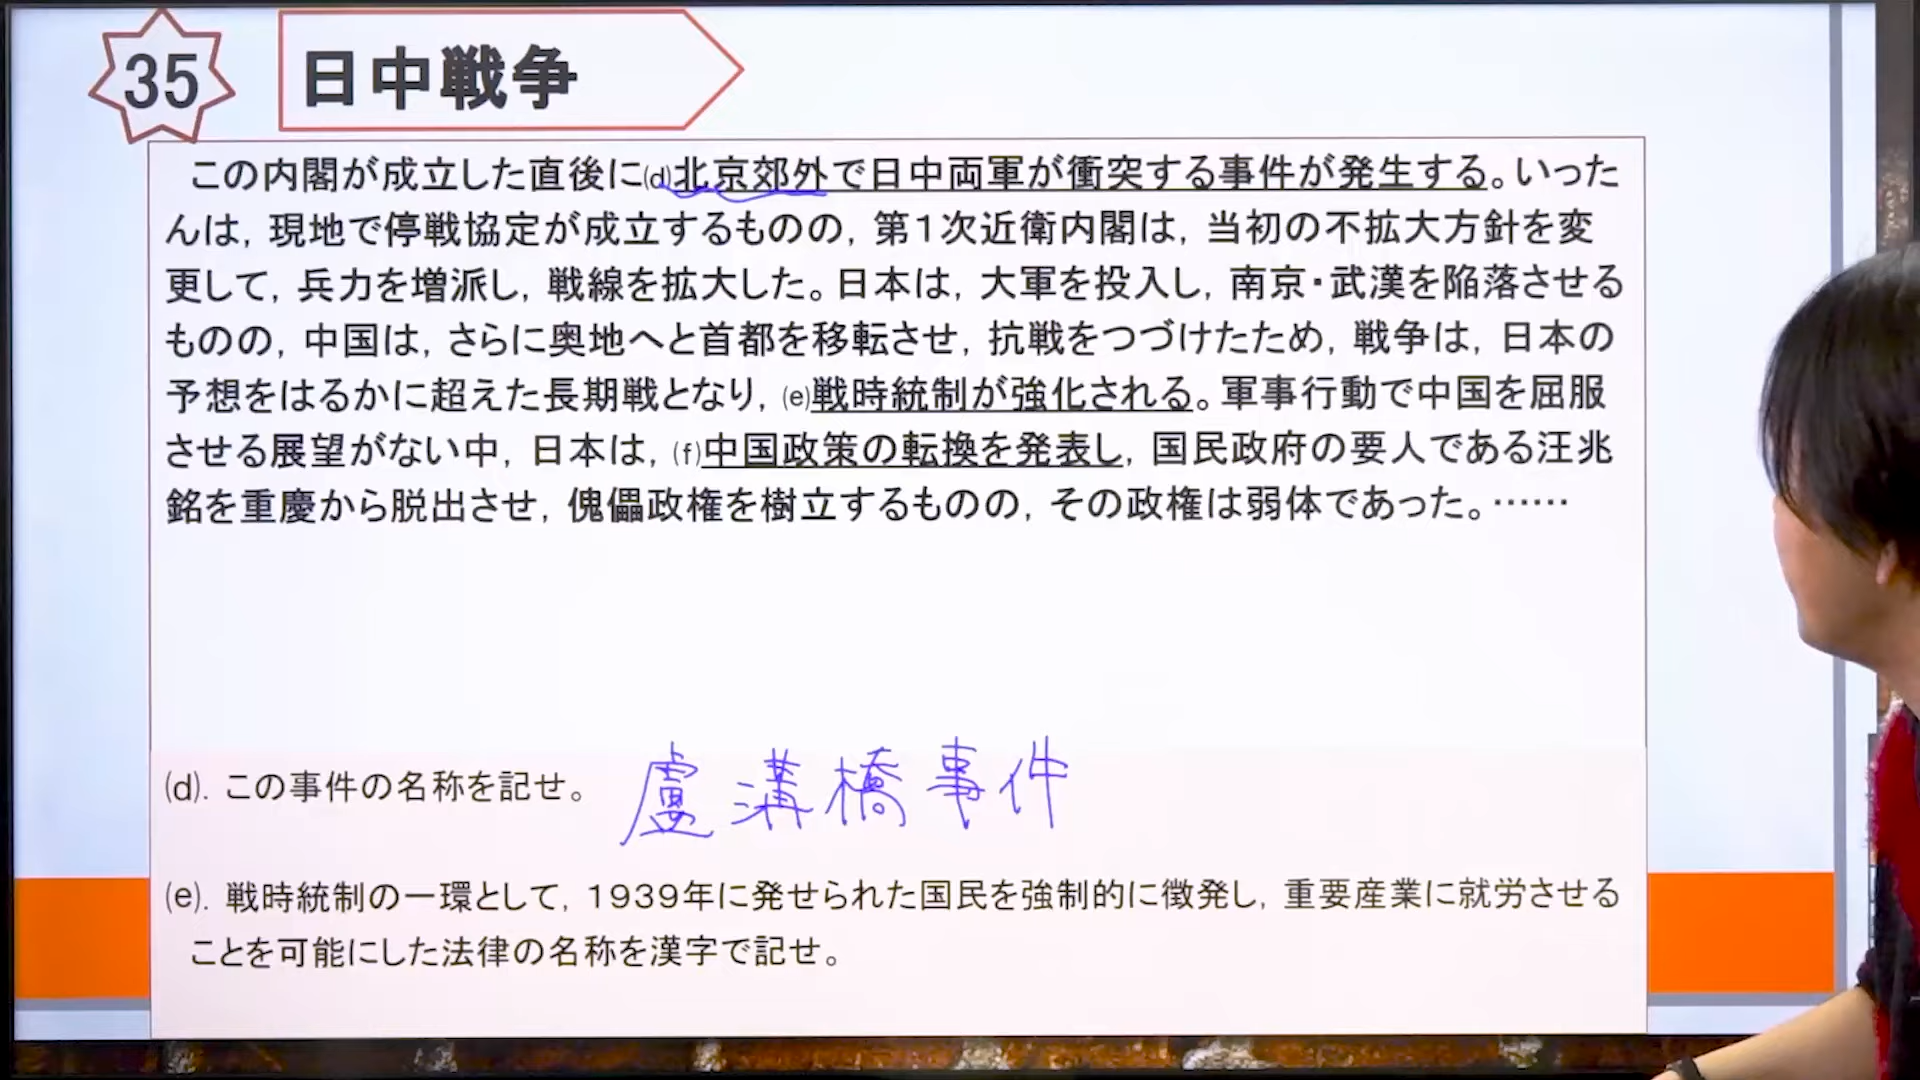 35
日中戦争
この内閣が成立した直後に(d)北京郊外で日中両軍が衝突する事件が発生する。いった
んは，現地で停戦協定が成立するものの，第１次近衛内閣は，当初の不拡大方針を変
更して，兵力を増派し，戦線を拡大した。日本は，大軍を投入し，南京・武漢を陥落させる
ものの，中国は，さらに奥地へと首都を移転させ，抗戦をつづけたため，戦争は，日本の
予想をはるかに超えた長期戦となり，(e)戦時統制が強化される。軍事行動で中国を屈服
させる展望がない中，日本は，(f)中国政策の転換を発表し，国民政府の要人である汪兆
銘を重慶から脱出させ，傀儡政権を樹立するものの，その政権は弱体であった。……
(d). この事件の名称を記せ。 盧溝橋事件
(e). 戦時統制の一環として，１９３９年に発せられた国民を強制的に徴発し，重要産業に就労させる
ことを可能にした法律の名称を漢字で記せ。